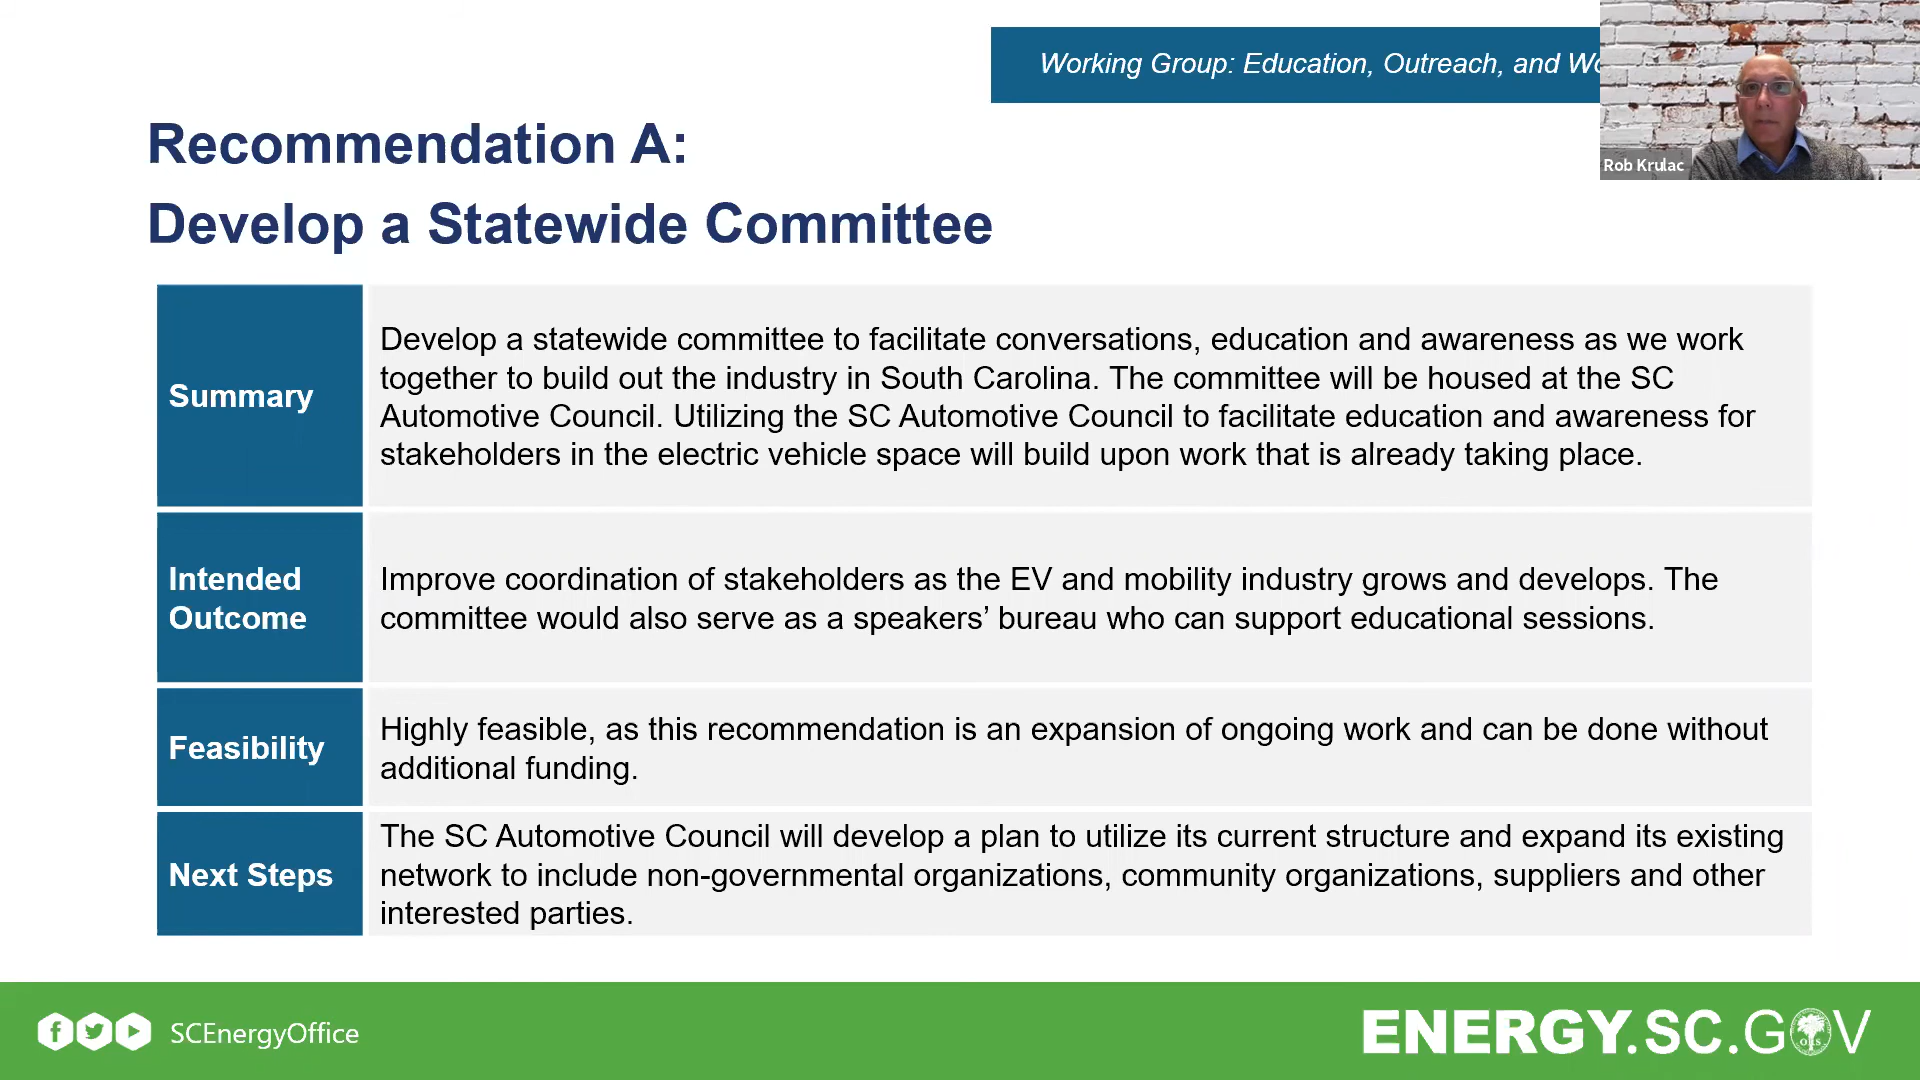 Working Group: Education, Outreach, and
Rob Krulac
Recommendation A:
Develop a Statewide Committee
Summary
Develop a statewide committee to facilitate conversations, education and awareness as we work
together to build out the industry in South Carolina. The committee will be housed at the SC
Automotive Council. Utilizing the SC Automotive Council to facilitate education and awareness for
stakeholders in the electric vehicle space will build upon work that is already taking place.
Intended
Outcome
Improve coordination of stakeholders as the EV and mobility industry grows and develops. The
committee would also serve as a speakers’ bureau who can support educational sessions.
Feasibility
Highly feasible, as this recommendation is an expansion of ongoing work and can be done without
additional funding.
Next Steps
The SC Automotive Council will develop a plan to utilize its current structure and expand its existing
network to include non-governmental organizations, community organizations, suppliers and other
interested parties.
SCEnergyOffice
ENERGY.SC.GOV